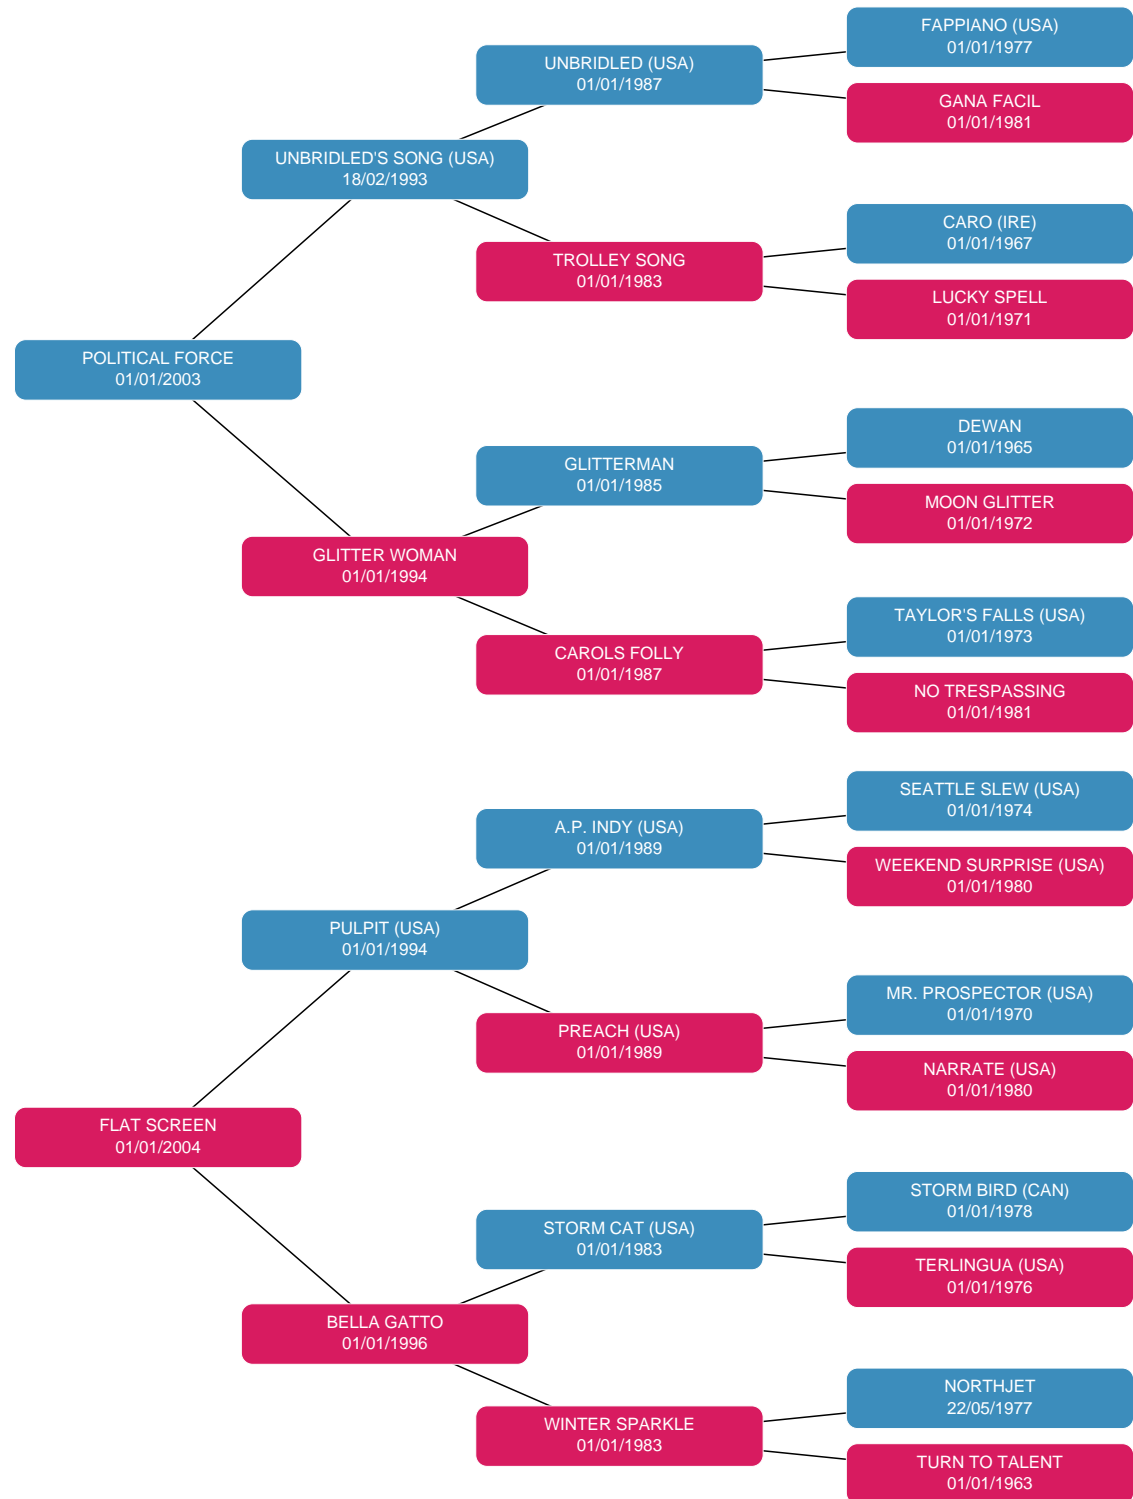 FAPPIANO (USA)
01/01/1977
UNBRIDLED (USA)
01/01/1987
GANA FACIL
01/01/1981
UNBRIDLED'S SONG (USA)
18/02/1993
CARO (IRE)
01/01/1967
TROLLEY SONG
01/01/1983
LUCKY SPELL
01/01/1971
POLITICAL FORCE
01/01/2003
DEWAN
01/01/1965
GLITTERMAN
01/01/1985
MOON GLITTER
01/01/1972
GLITTER WOMAN
01/01/1994
TAYLOR'S FALLS (USA)
01/01/1973
CAROLS FOLLY
01/01/1987
NO TRESPASSING
01/01/1981
SEATTLE SLEW (USA)
01/01/1974
A.P. INDY (USA)
01/01/1989
WEEKEND SURPRISE (USA)
01/01/1980
PULPIT (USA)
01/01/1994
MR. PROSPECTOR (USA)
01/01/1970
PREACH (USA)
01/01/1989
NARRATE (USA)
01/01/1980
FLAT SCREEN
01/01/2004
STORM BIRD (CAN)
01/01/1978
STORM CAT (USA)
01/01/1983
TERLINGUA (USA)
01/01/1976
BELLA GATTO
01/01/1996
NORTHJET
22/05/1977
WINTER SPARKLE
01/01/1983
TURN TO TALENT
01/01/1963